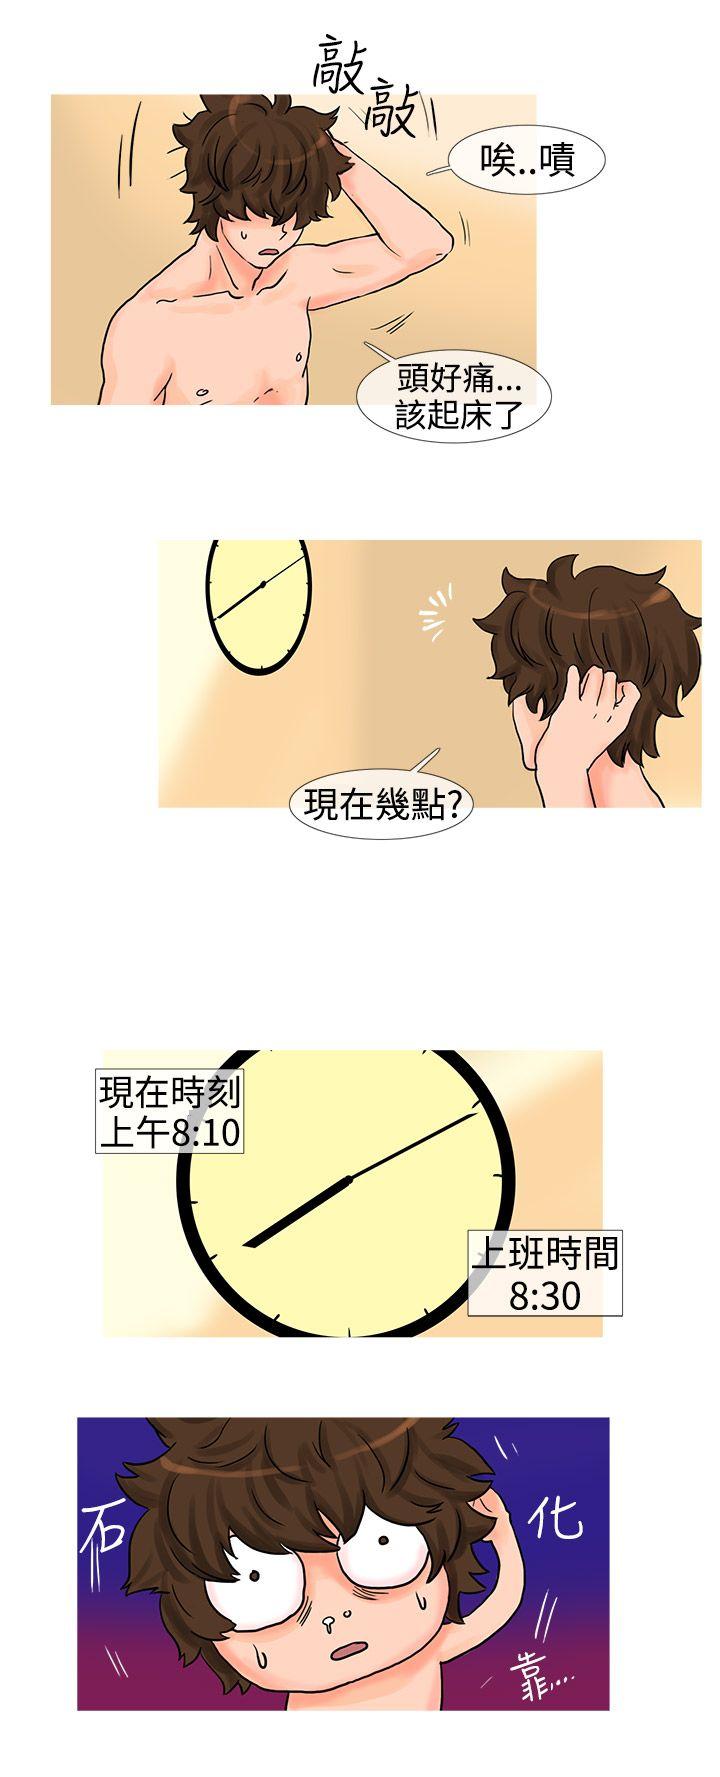 敲
敲
唉..嘖
頭好痛...
該起床了
現在幾點?
現在時刻
上午8:10
上班時間
8:30
石
化
靠....